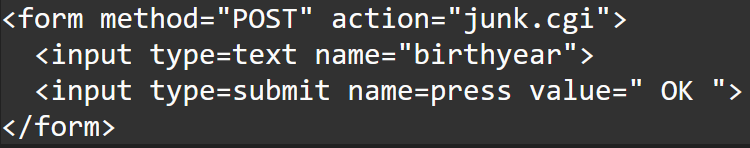 <form method="POST" action="junk.cgi">
  <input type=text name="birthyear">
  <input type=submit name=press value=" OK ">
</form>